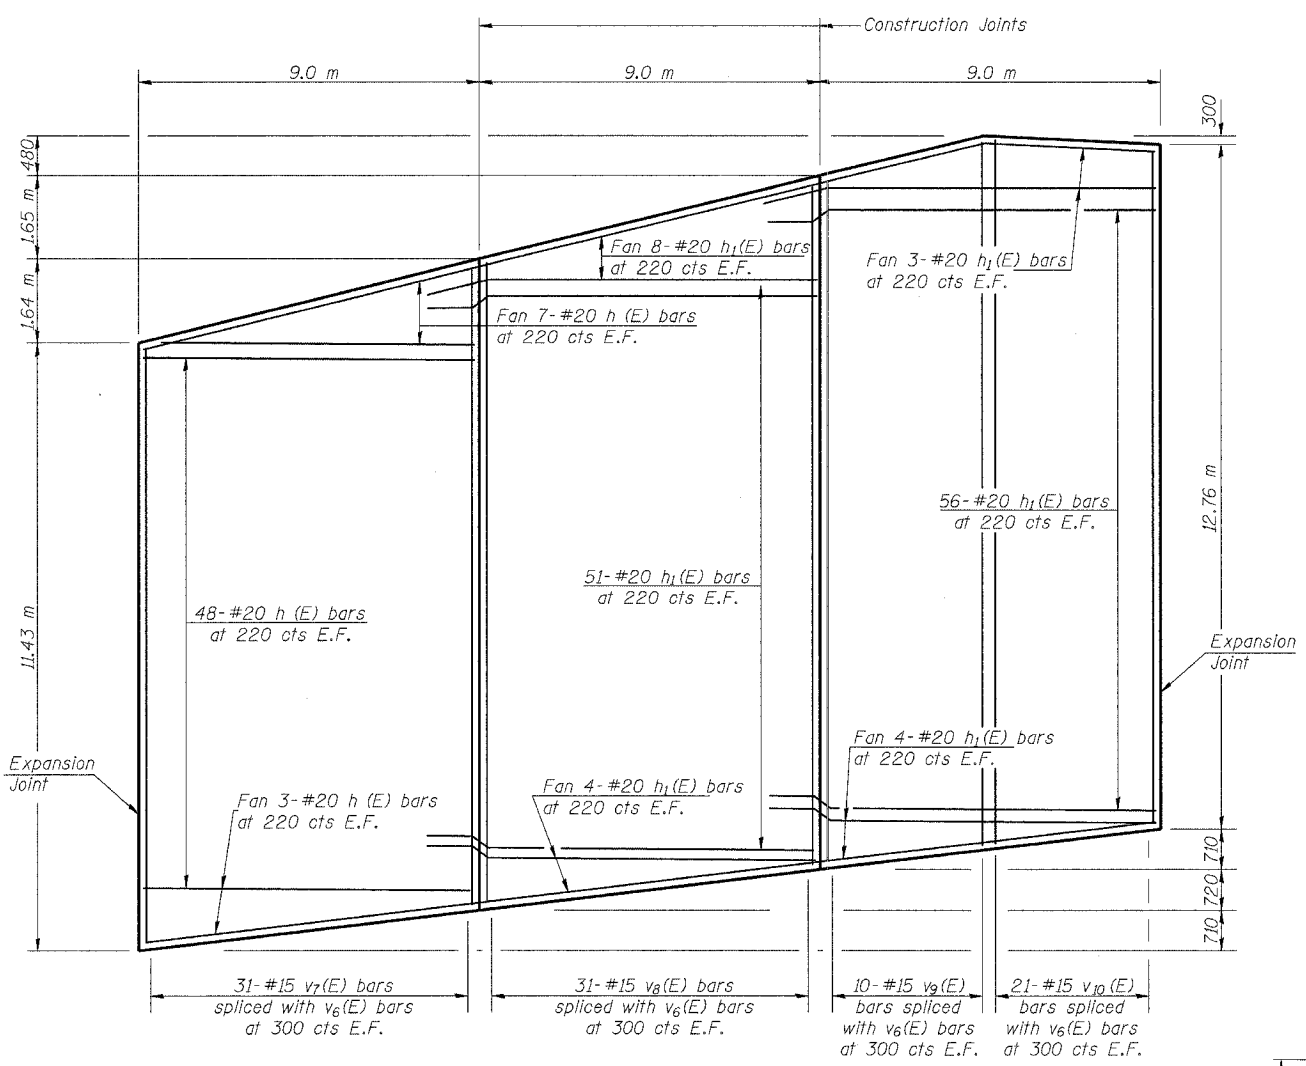 Construction Joints
9.0 m
9.0 m
9.0 m
300
480
1.65 m
1.64 m
11.43 m
Fan 8-#20 h1(E) bars
at 220 cts E.F.
Fan 3-#20 h1(E) bars
at 220 cts E.F.
Fan 7-#20 h (E) bars
at 220 cts E.F.
12.76 m
56-#20 h1(E) bars
at 220 cts E.F.
51-#20 h1(E) bars
at 220 cts E.F.
48-#20 h (E) bars
at 220 cts E.F.
Expansion
Joint
Fan 4-#20 h1(E) bars
at 220 cts E.F.
Expansion
Joint
Fan 4-#20 h1(E) bars
at 220 cts E.F.
Fan 3-#20 h (E) bars
at 220 cts E.F.
710
720
710
31-#15 v7(E) bars
spliced with v6(E) bars
at 300 cts E.F.
31-#15 v8(E) bars
spliced with v6(E) bars
at 300 cts E.F.
10-#15 v9(E)
bars spliced
with v6(E) bars
at 300 cts E.F.
21-#15 v10(E)
bars spliced
with v6(E) bars
at 300 cts E.F.